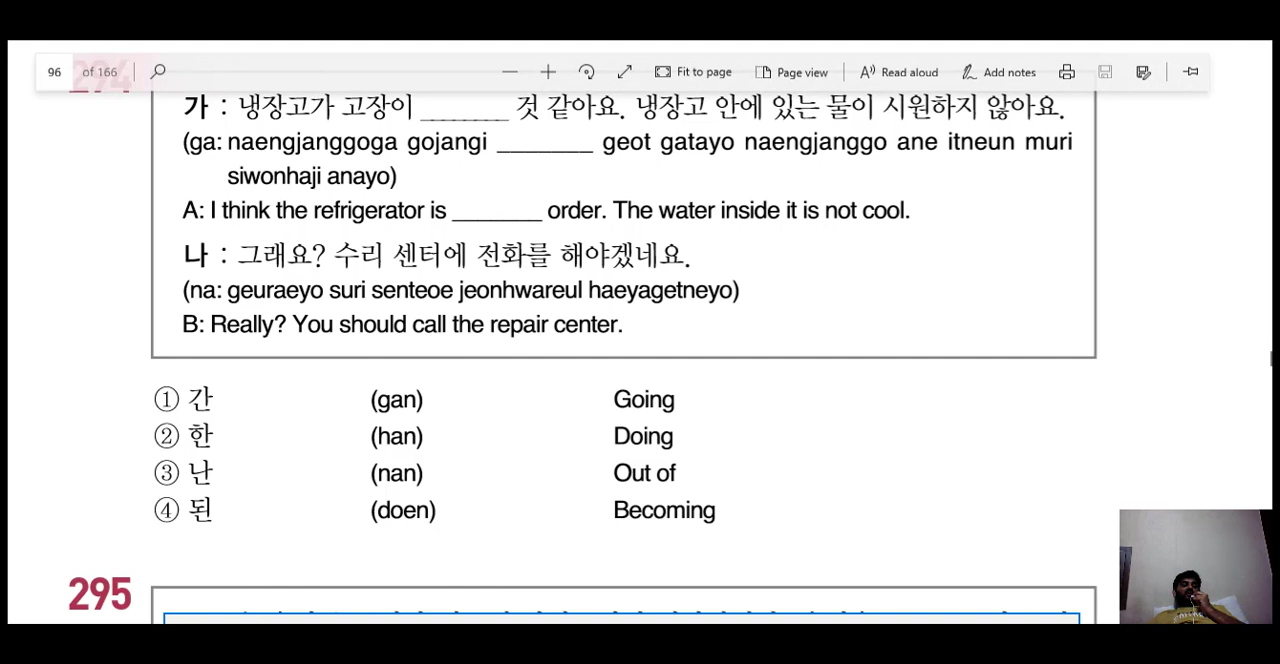 96 of 166 Fit to page Page view Read aloud Add notes
294
가 : 냉장고가 고장이 ________ 것 같아요. 냉장고 안에 있는 물이 시원하지 않아요.
(ga: naengjanggoga gojangi ________ geot gatayo naengjanggo ane itneun muri
siwonhaji anayo)
A: I think the refrigerator is ________ order. The water inside it is not cool.
나 : 그래요? 수리 센터에 전화를 해야겠네요.
(na: geuraeyo suri senteoe jeonhwareul haeyagetneyo)
B: Really? You should call the repair center.
① 간 (gan) Going
② 한 (han) Doing
③ 난 (nan) Out of
④ 된 (doen) Becoming
295